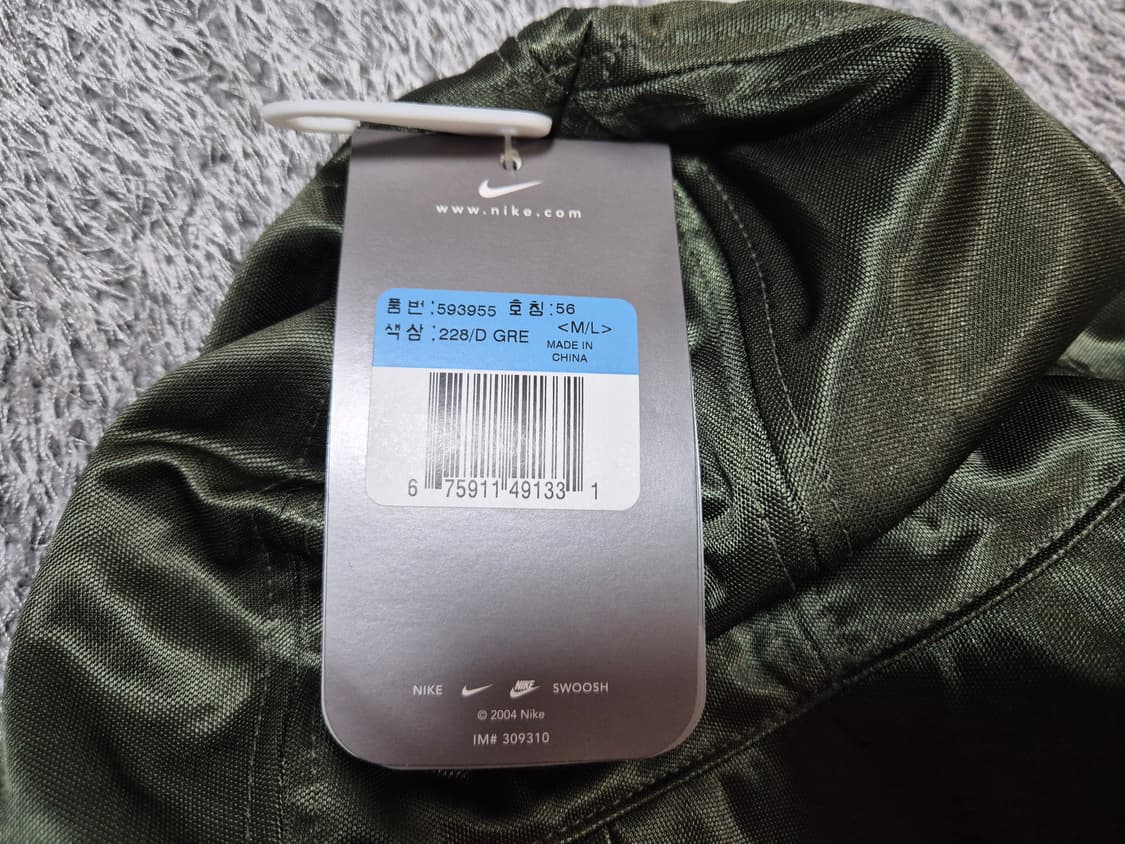 www.nike.com
품번:593955 호칭:56
색상:228/D GRE <M/L>
MADE IN
CHINA
6 75911 49133 1
NIKE NIKE SWOOSH
© 2004 Nike
IM# 309310